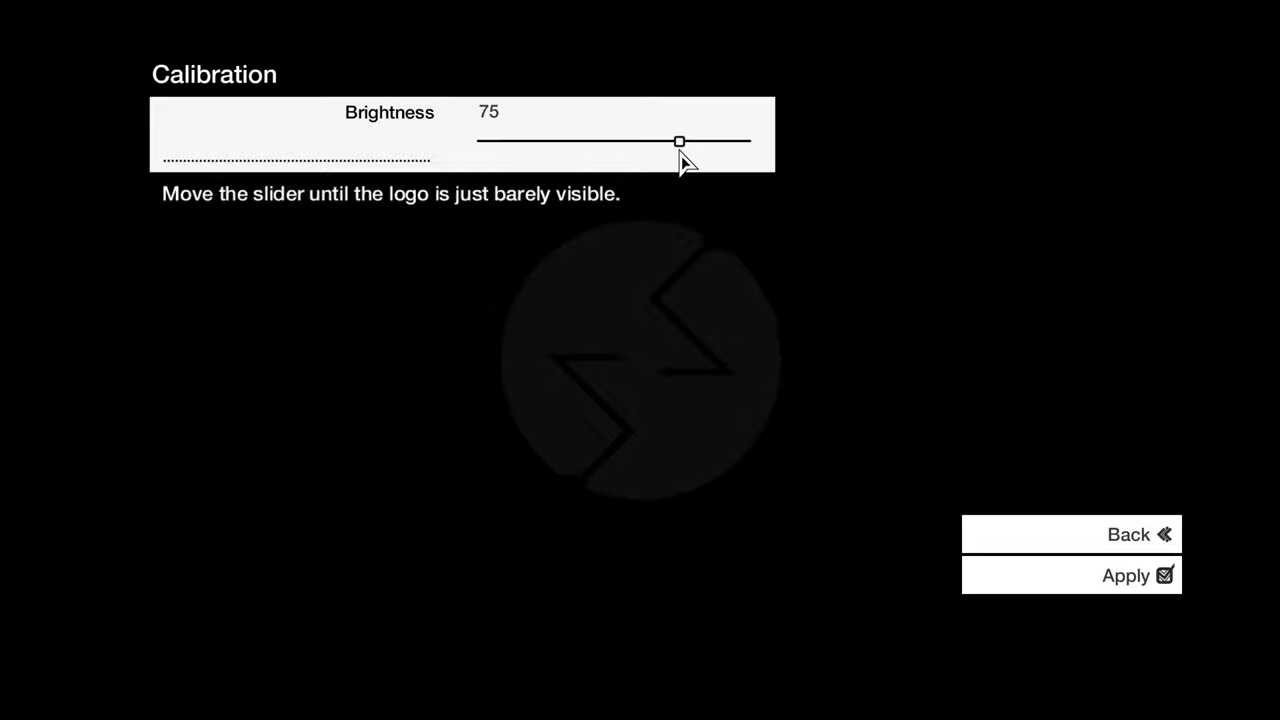 Calibration
Brightness 75
Move the slider until the logo is just barely visible.
Back
Apply